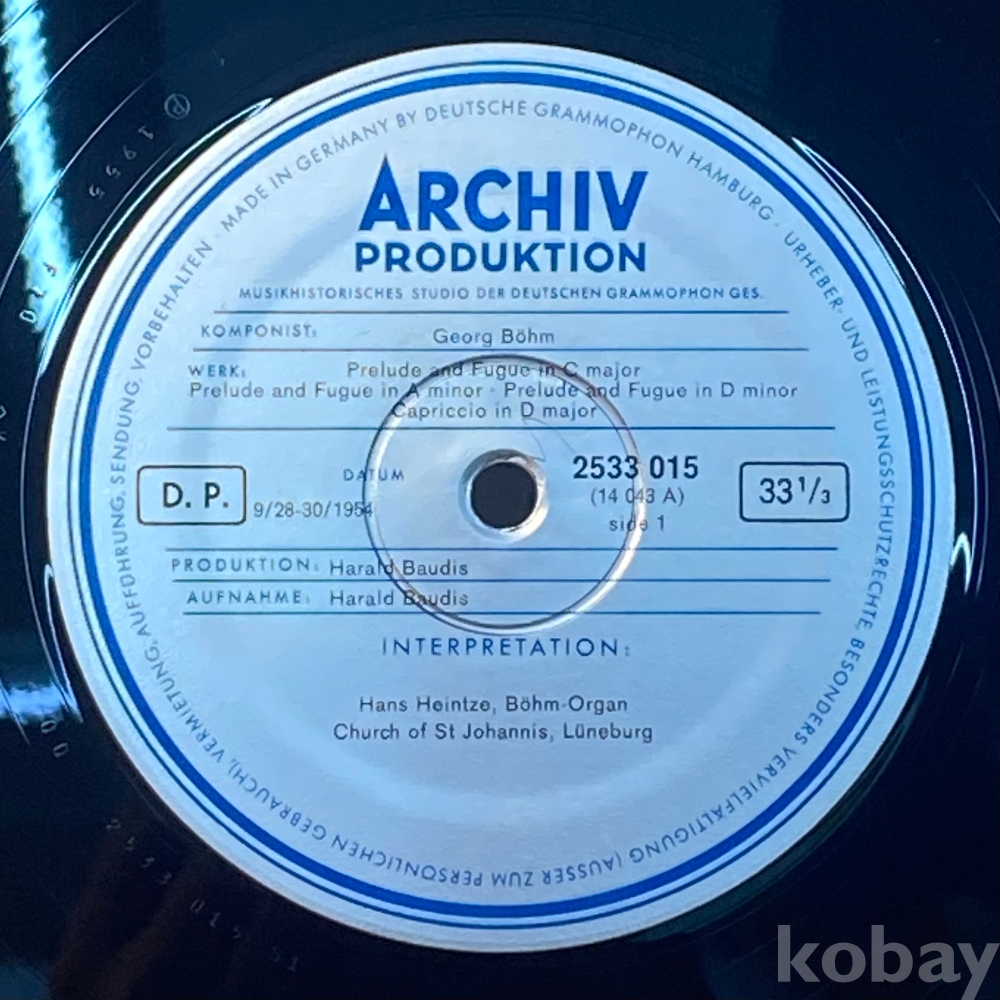 MADE IN GERMANY BY DEUTSCHE GRAMMOPHON HAMBURG · URHEBER- UND LEISTUNGSSCHUTZRECHTE, BESONDERS VERVIELFÄLTIGUNG (AUSSER ZUM PERSÖNLICHEN GEBRAUCH), VERMIETUNG, AUFFÜHRUNG, SENDUNG, VORBEHALTEN ·
ARCHIV
PRODUKTION
MUSIKHISTORISCHES STUDIO DER DEUTSCHEN GRAMMOPHON GES.
KOMPONIST: Georg Böhm
WERK: Prelude and Fugue in C major
Prelude and Fugue in A minor · Prelude and Fugue in D minor
Capriccio in D major
D. P.
DATUM
9/28-30/1954
2533 015
(14 043 A)
side 1
33 1/3
PRODUKTION: Harald Baudis
AUFNAHME: Harald Baudis
INTERPRETATION:
Hans Heintze, Böhm-Organ
Church of St Johannis, Lüneburg
℗ 1955
kobay